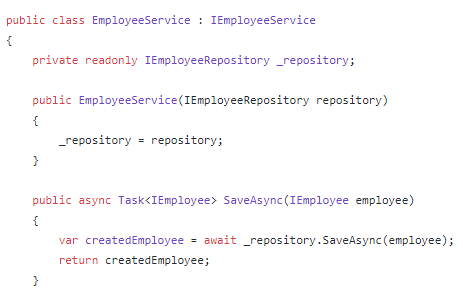 public class EmployeeService : IEmployeeService
{
    private readonly IEmployeeRepository _repository;

    public EmployeeService(IEmployeeRepository repository)
    {
        _repository = repository;
    }

    public async Task<IEmployee> SaveAsync(IEmployee employee)
    {
        var createdEmployee = await _repository.SaveAsync(employee);
        return createdEmployee;
    }